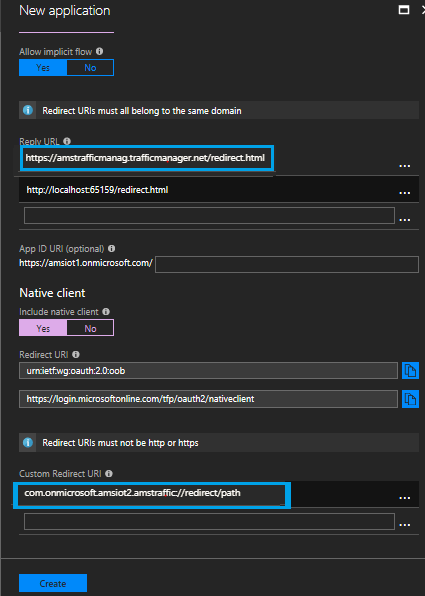 New application
Allow implicit flow
Yes No
Redirect URIs must all belong to the same domain
Reply URL
https://amstrafficmanag.trafficmanager.net/redirect.html
...
http://localhost:65159/redirect.html
...
...
App ID URI (optional)
https://amsiot1.onmicrosoft.com/
Native client
Include native client
Yes No
Redirect URI
urn:ietf:wg:oauth:2.0:oob
https://login.microsoftonline.com/tfp/oauth2/nativeclient
Redirect URIs must not be http or https
Custom Redirect URI
com.onmicrosoft.amsiot2.amstraffic://redirect/path
...
...
Create